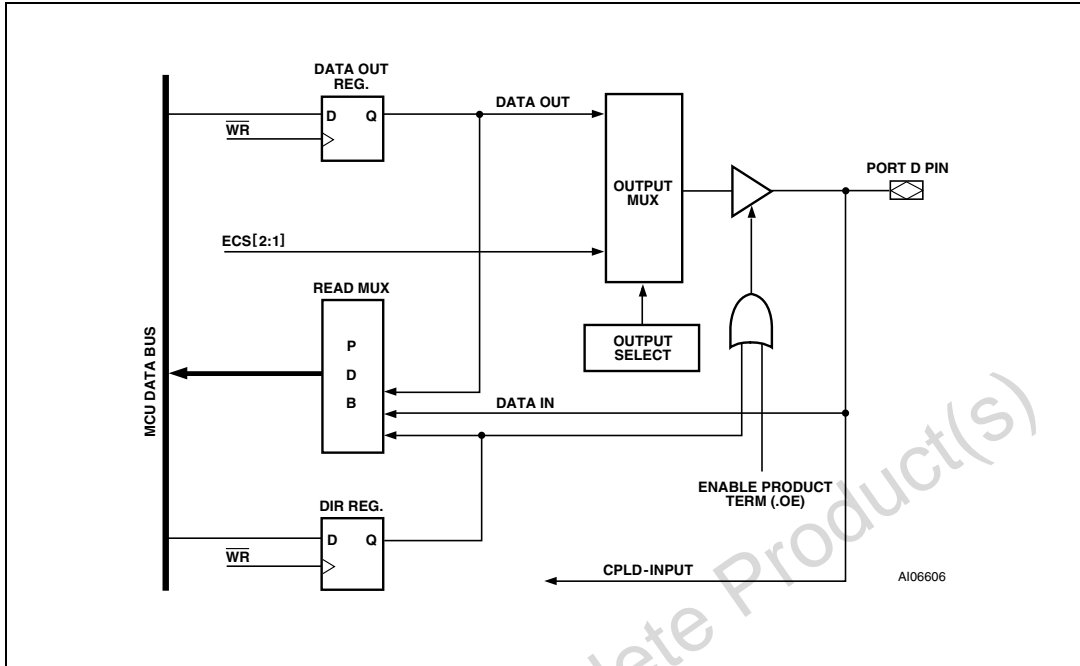 DATA OUT
REG.
D Q
WR
DATA OUT
OUTPUT
MUX
PORT D PIN
ECS[2:1]
READ MUX
P
D
B
OUTPUT
SELECT
MCU DATA BUS
DATA IN
ENABLE PRODUCT
TERM (.OE)
DIR REG.
D Q
WR
CPLD-INPUT
AI06606
lete Product(s)